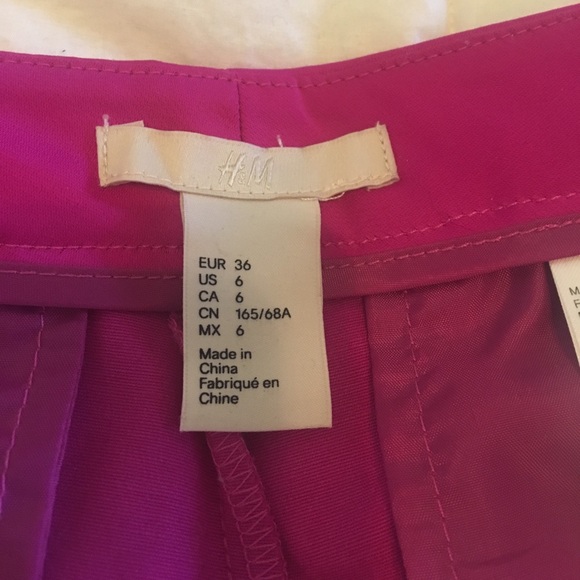 H&M
EUR 36
US 6
CA 6
CN 165/68A
MX 6
Made in
China
Fabriqué en
Chine